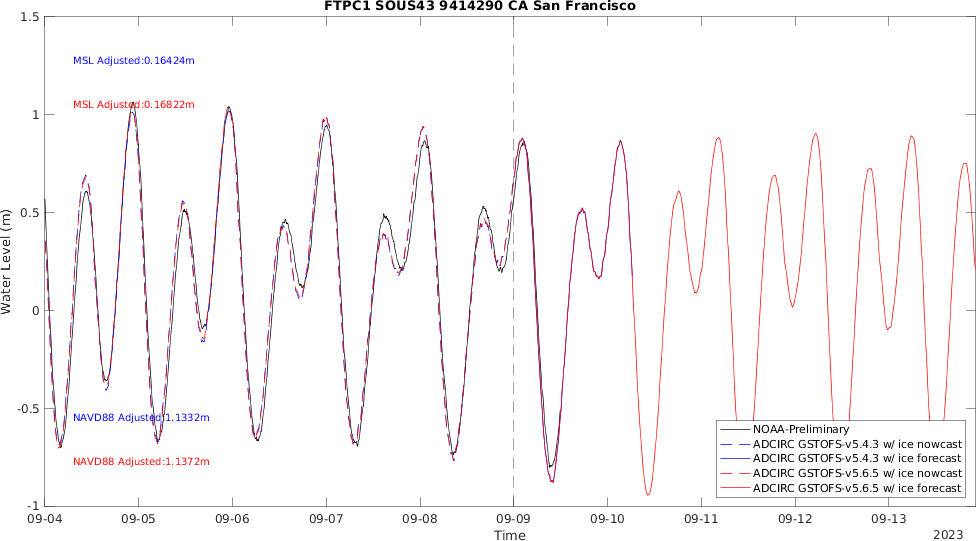 FTPC1 SOUS43 9414290 CA San Francisco
1.5
1
0.5
0
-0.5
-1
Water Level (m)
MSL Adjusted:0.16424m
MSL Adjusted:0.16822m
NAVD88 Adjusted:1.1332m
NAVD88 Adjusted:1.1372m
NOAA-Preliminary
ADCIRC GSTOFS-v5.4.3 w/ ice nowcast
ADCIRC GSTOFS-v5.4.3 w/ ice forecast
ADCIRC GSTOFS-v5.6.5 w/ ice nowcast
ADCIRC GSTOFS-v5.6.5 w/ ice forecast
09-04 09-05 09-06 09-07 09-08 09-09 09-10 09-11 09-12 09-13
Time
2023